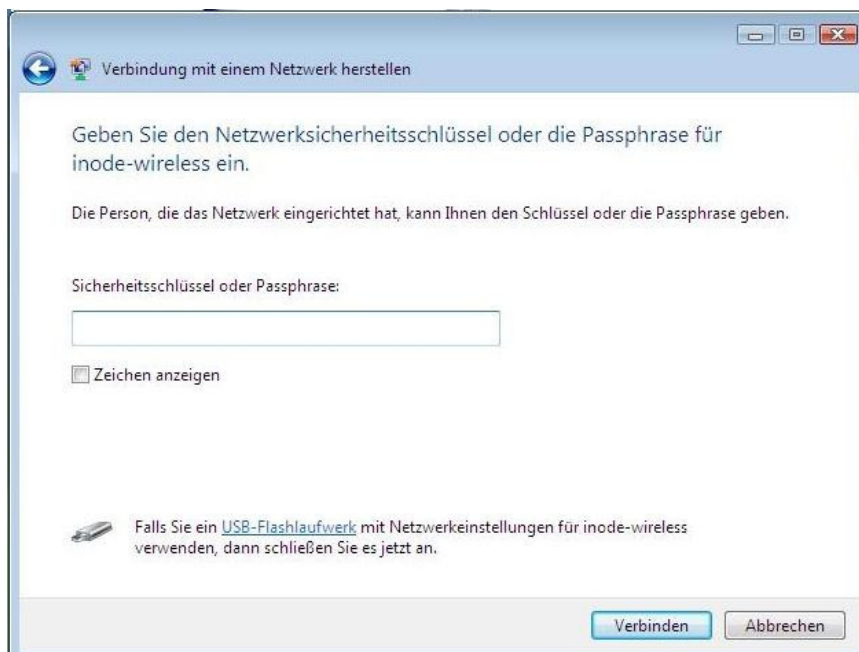 Verbindung mit einem Netzwerk herstellen
Geben Sie den Netzwerksicherheitsschlüssel oder die Passphrase für
inode-wireless ein.
Die Person, die das Netzwerk eingerichtet hat, kann Ihnen den Schlüssel oder die Passphrase geben.
Sicherheitsschlüssel oder Passphrase:
Zeichen anzeigen
Falls Sie ein USB-Flashlaufwerk mit Netzwerkeinstellungen für inode-wireless
verwenden, dann schließen Sie es jetzt an.
Verbinden Abbrechen